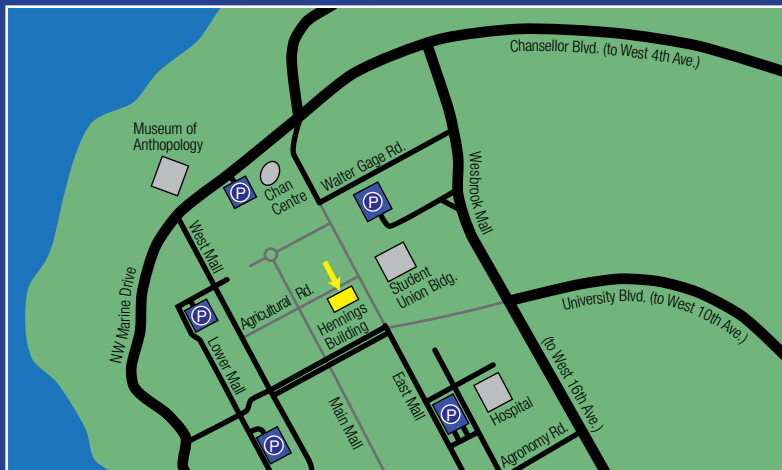 Chansellor Blvd. (to West 4th Ave.)
Museum of
Anthopology
Walter Gage Rd.
Wesbrook Mall
P
Chan
Centre
P
West Mall
Student
Union Bldg.
NW Marine Drive
Agricultural Rd.
Hennings
Building
P
University Blvd. (to West 10th Ave.)
Lower Mall
(to West 16th Ave.)
East Mall
Main Mall
Hospital
P
Agronomy Rd.
P